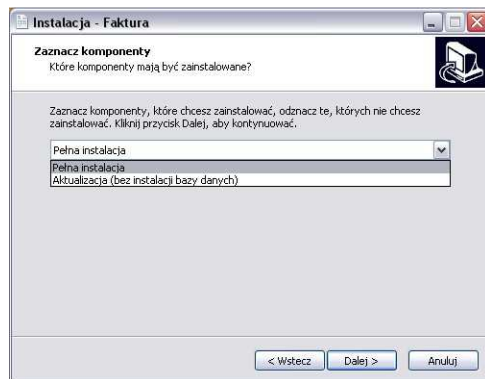 Instalacja - Faktura
Zaznacz komponenty
Które komponenty mają być zainstalowane?
Zaznacz komponenty, które chcesz zainstalować, odznacz te, których nie chcesz
zainstalować. Kliknij przycisk Dalej, aby kontynuować.
Pełna instalacja
Pełna instalacja
Aktualizacja (bez instalacji bazy danych)
< Wstecz
Dalej >
Anuluj